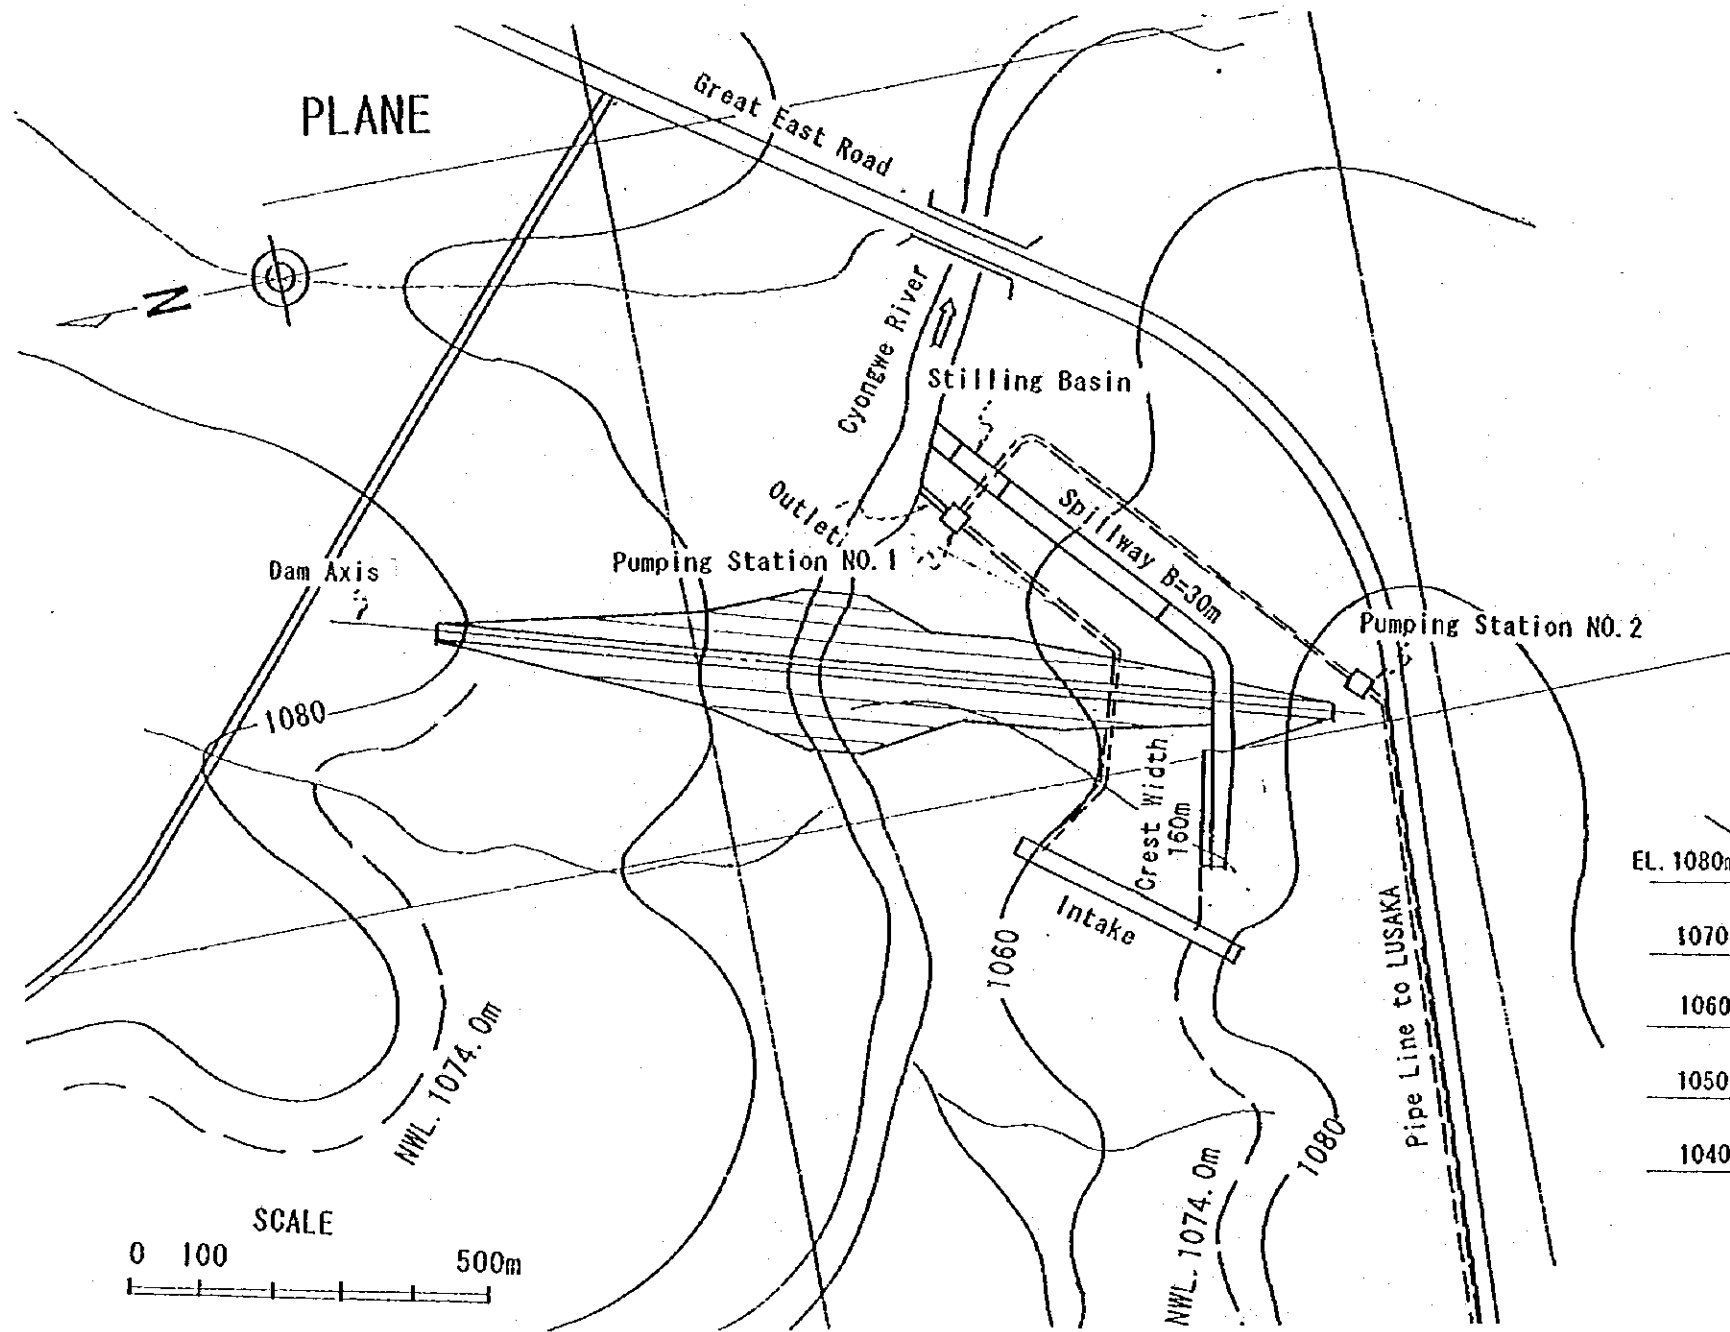 PLANE
Great East Road
N
Cyongwe River
Stilling Basin
Outlet
Spillway B=30m
Pumping Station NO.1
Dam Axis
Pumping Station NO.2
1080
Crest Width
160m
Intake
1060
Pipe Line to LUSAKA
NWL. 1074.0m
NWL. 1074.0m
1080
EL. 1080m
1070
1060
1050
1040
SCALE
0 100 500m